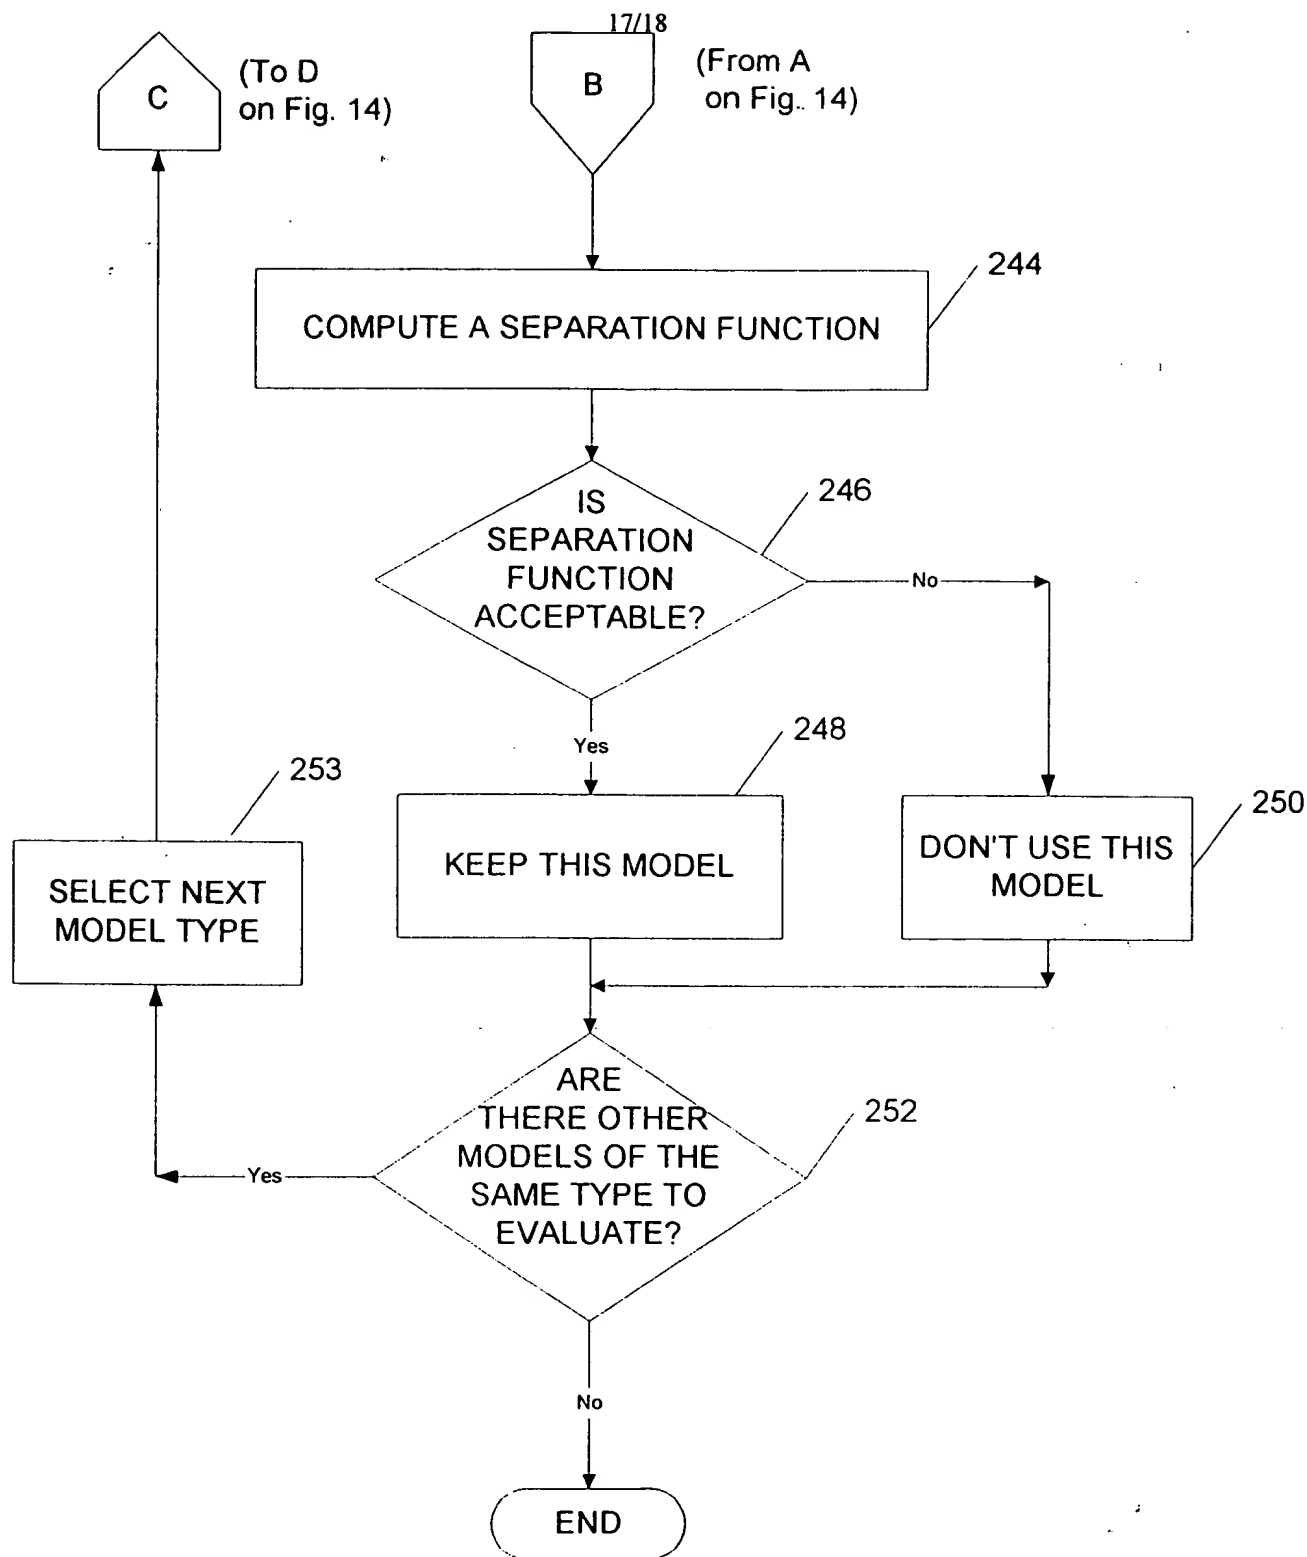 17/18
C
(To D
on Fig. 14)
B
(From A
on Fig. 14)
244
COMPUTE A SEPARATION FUNCTION
246
IS
SEPARATION
FUNCTION
ACCEPTABLE?
No
Yes
248
253
250
KEEP THIS MODEL
DON'T USE THIS
MODEL
SELECT NEXT
MODEL TYPE
ARE
THERE OTHER
MODELS OF THE
SAME TYPE TO
EVALUATE?
252
Yes
No
END